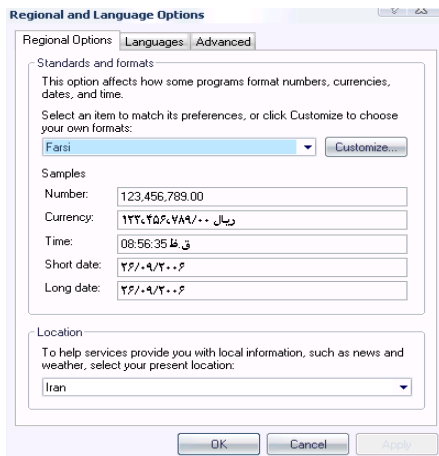 Regional and Language Options
Regional Options Languages Advanced
Standards and formats
This option affects how some programs format numbers, currencies,
dates, and time.
Select an item to match its preferences, or click Customize to choose
your own formats:
Farsi Customize...
Samples
Number: 123,456,789.00
Currency: ريال ۱۲۳،۴۵۶،۷۸۹/۰۰
Time: 08:56:35 ق.ظ
Short date: ۲۶/۰۹/۲۰۰۶
Long date: ۲۶/۰۹/۲۰۰۶
Location
To help services provide you with local information, such as news and
weather, select your present location:
Iran
OK Cancel Apply